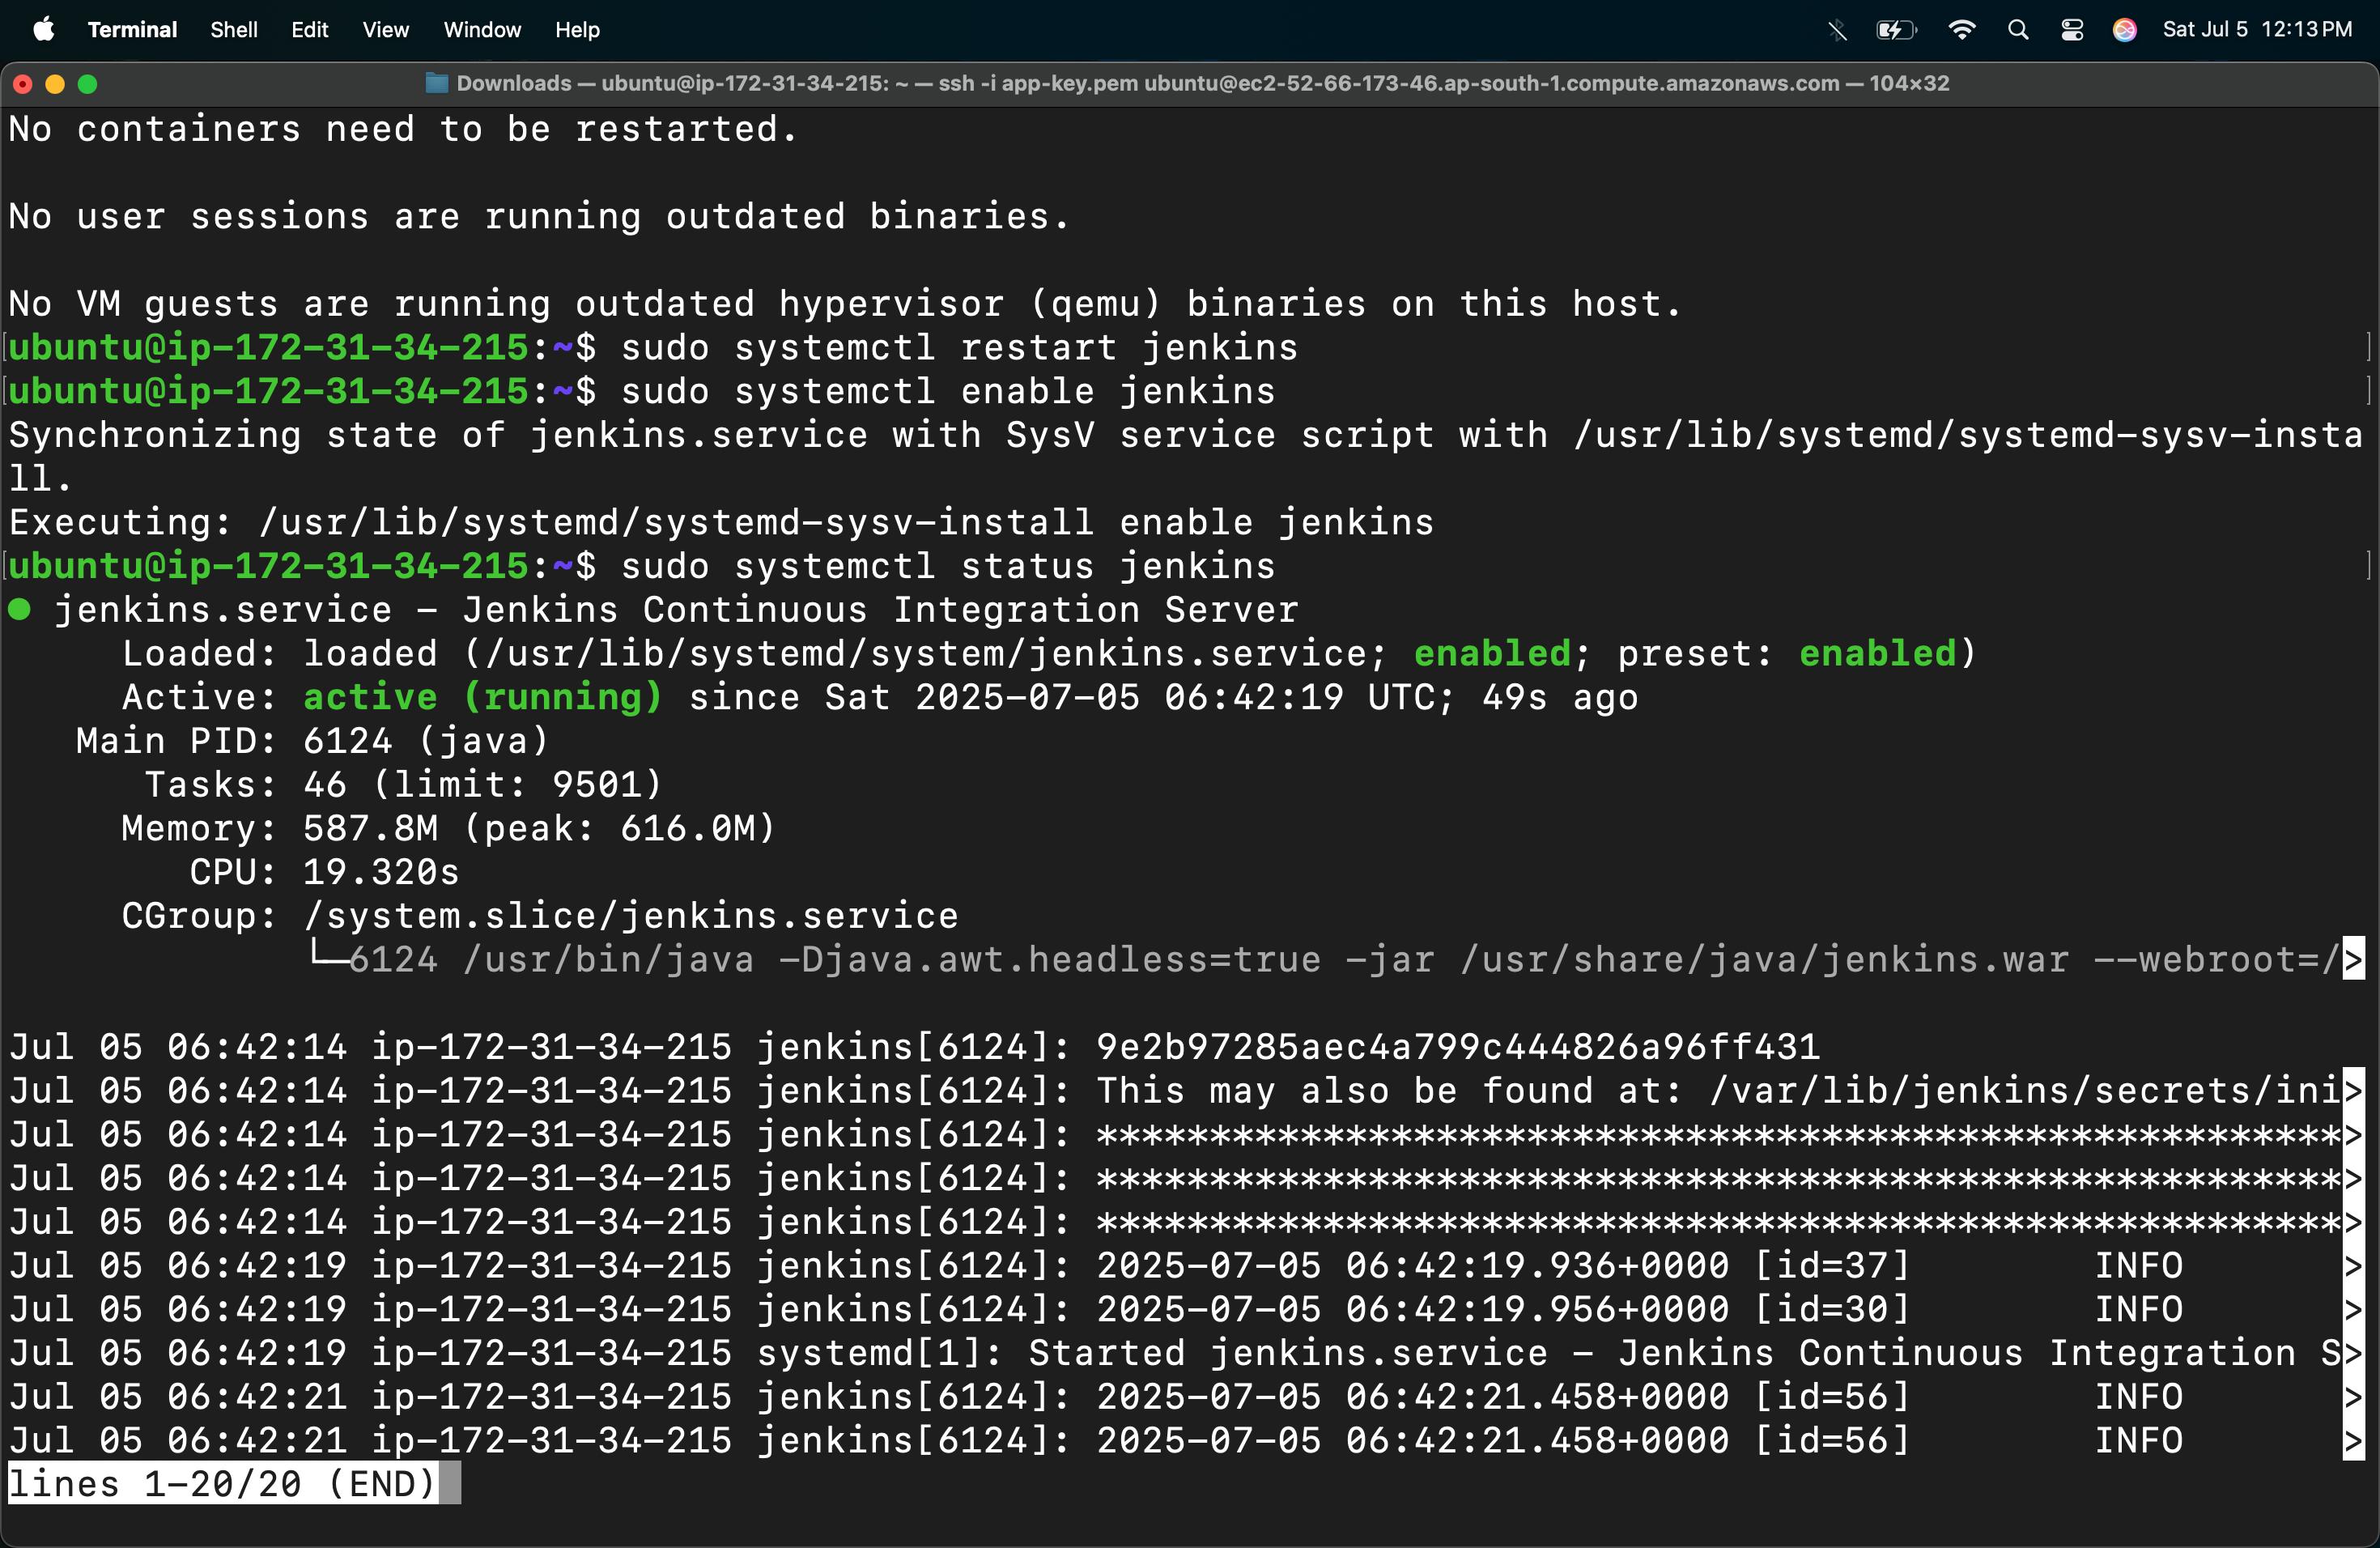 Terminal Shell Edit View Window Help Sat Jul 5 12:13 PM
Downloads — ubuntu@ip-172-31-34-215: ~ — ssh -i app-key.pem ubuntu@ec2-52-66-173-46.ap-south-1.compute.amazonaws.com — 104×32
No containers need to be restarted.
No user sessions are running outdated binaries.
No VM guests are running outdated hypervisor (qemu) binaries on this host.
[ubuntu@ip-172-31-34-215:~$ sudo systemctl restart jenkins ]
[ubuntu@ip-172-31-34-215:~$ sudo systemctl enable jenkins ]
Synchronizing state of jenkins.service with SysV service script with /usr/lib/systemd/systemd-sysv-insta
ll.
Executing: /usr/lib/systemd/systemd-sysv-install enable jenkins
[ubuntu@ip-172-31-34-215:~$ sudo systemctl status jenkins ]
● jenkins.service - Jenkins Continuous Integration Server
Loaded: loaded (/usr/lib/systemd/system/jenkins.service; enabled; preset: enabled)
Active: active (running) since Sat 2025-07-05 06:42:19 UTC; 49s ago
Main PID: 6124 (java)
Tasks: 46 (limit: 9501)
Memory: 587.8M (peak: 616.0M)
CPU: 19.320s
CGroup: /system.slice/jenkins.service
└─6124 /usr/bin/java -Djava.awt.headless=true -jar /usr/share/java/jenkins.war --webroot=/>
Jul 05 06:42:14 ip-172-31-34-215 jenkins[6124]: 9e2b97285aec4a799c444826a96ff431
Jul 05 06:42:14 ip-172-31-34-215 jenkins[6124]: This may also be found at: /var/lib/jenkins/secrets/ini>
Jul 05 06:42:14 ip-172-31-34-215 jenkins[6124]: *******************************************************>
Jul 05 06:42:14 ip-172-31-34-215 jenkins[6124]: *******************************************************>
Jul 05 06:42:14 ip-172-31-34-215 jenkins[6124]: *******************************************************>
Jul 05 06:42:19 ip-172-31-34-215 jenkins[6124]: 2025-07-05 06:42:19.936+0000 [id=37] INFO >
Jul 05 06:42:19 ip-172-31-34-215 jenkins[6124]: 2025-07-05 06:42:19.956+0000 [id=30] INFO >
Jul 05 06:42:19 ip-172-31-34-215 systemd[1]: Started jenkins.service - Jenkins Continuous Integration S>
Jul 05 06:42:21 ip-172-31-34-215 jenkins[6124]: 2025-07-05 06:42:21.458+0000 [id=56] INFO >
Jul 05 06:42:21 ip-172-31-34-215 jenkins[6124]: 2025-07-05 06:42:21.458+0000 [id=56] INFO >
lines 1-20/20 (END)